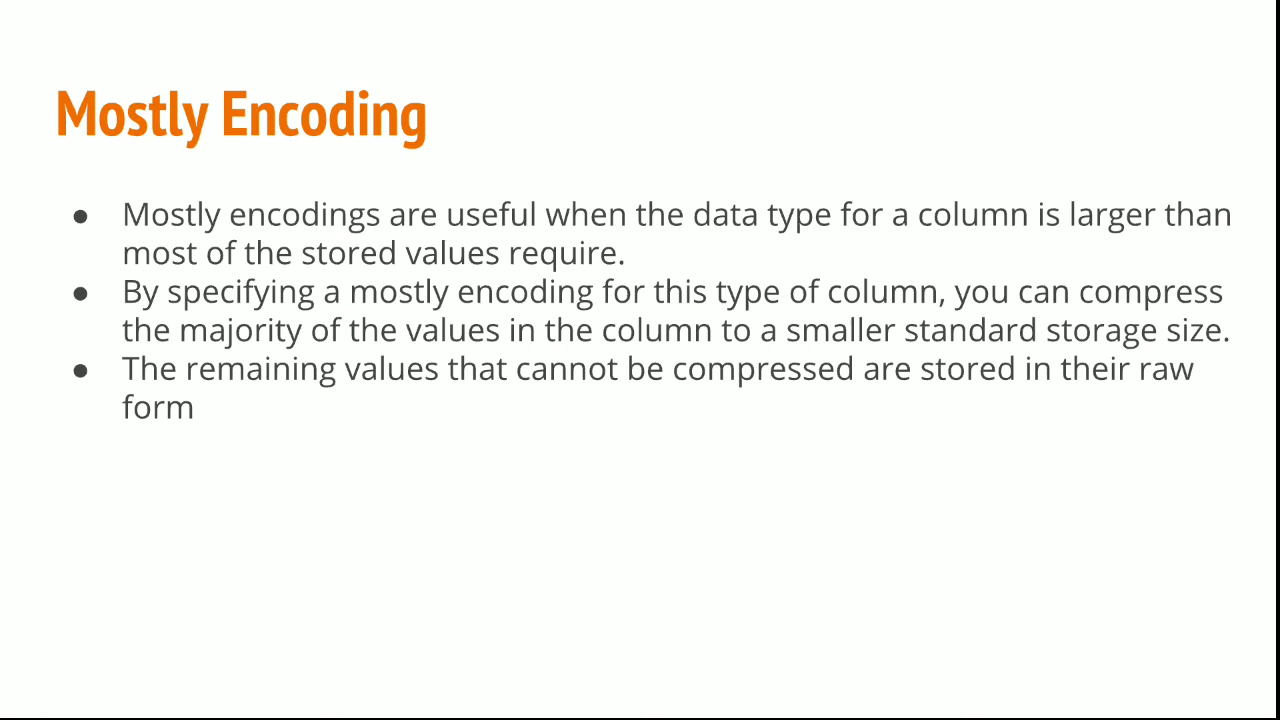 Mostly Encoding
● Mostly encodings are useful when the data type for a column is larger than
most of the stored values require.
● By specifying a mostly encoding for this type of column, you can compress
the majority of the values in the column to a smaller standard storage size.
● The remaining values that cannot be compressed are stored in their raw
form